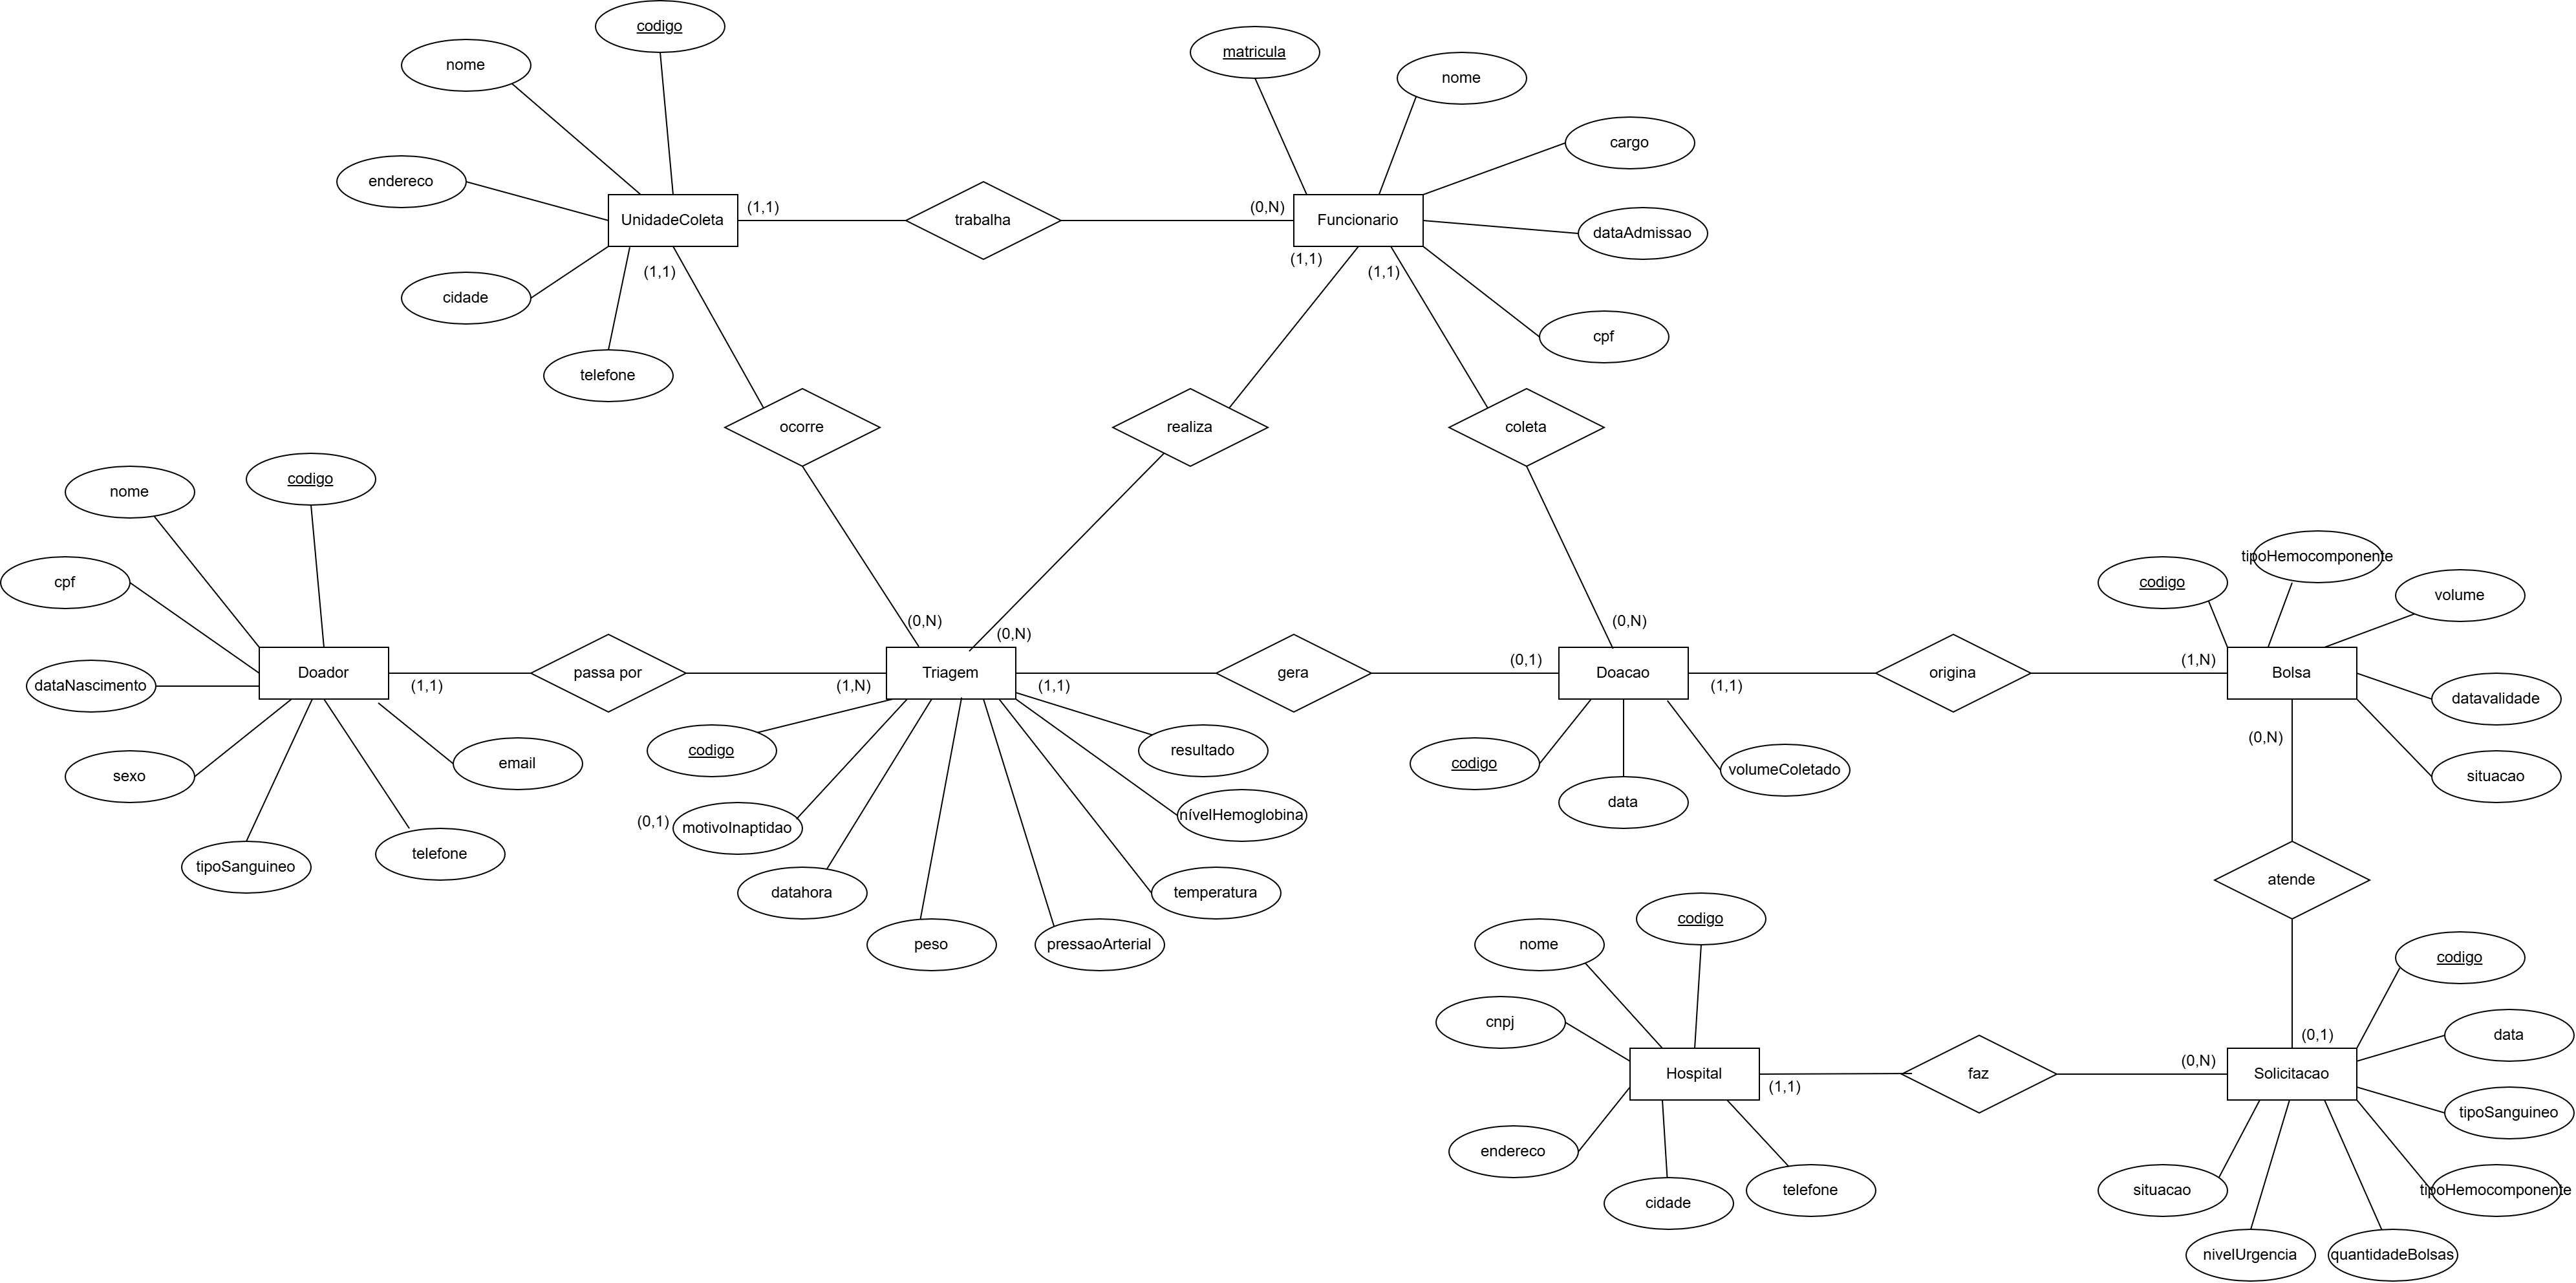 codigo
nome
matricula
nome
cargo
endereco
UnidadeColeta
(1,1)
trabalha
(0,N)
Funcionario
dataAdmissao
(1,1)
(1,1)
(1,1)
cidade
cpf
telefone
ocorre
realiza
coleta
nome
codigo
cpf
codigo
tipoHemocomponente
volume
(0,N)
(0,N)
(0,N)
dataNascimento
Doador
(1,1)
passa por
(1,N)
Triagem
(1,1)
gera
(0,1)
Doacao
(1,1)
origina
(1,N)
Bolsa
datavalidade
(0,N)
sexo
email
codigo
resultado
codigo
volumeColetado
situacao
data
(0,1)
motivoInaptidao
nívelHemoglobina
tipoSanguineo
telefone
datahora
temperatura
atende
peso
pressaoArterial
nome
codigo
codigo
cnpj
data
(0,1)
Hospital
(1,1)
faz
(0,N)
Solicitacao
tipoSanguineo
endereco
cidade
telefone
situacao
tipoHemocomponente
nivelUrgencia
quantidadeBolsas